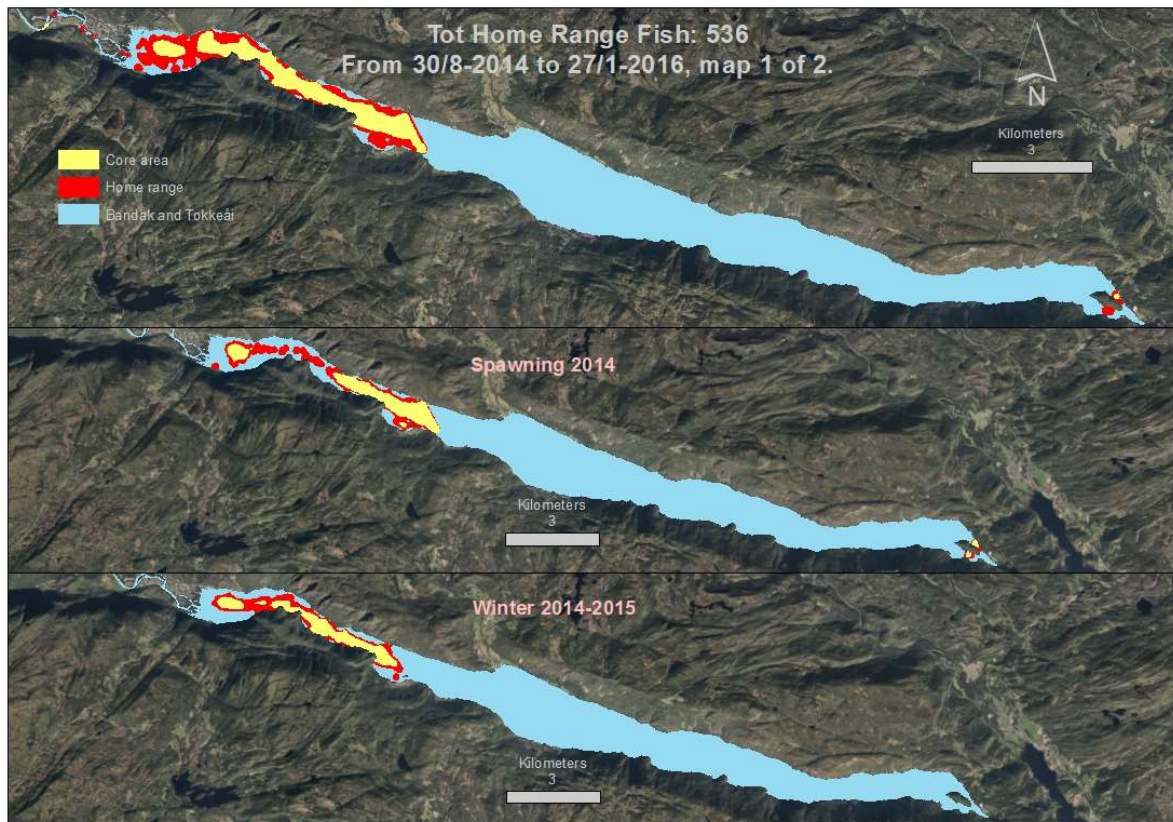 Tot Home Range Fish: 536
From 30/8-2014 to 27/1-2016, map 1 of 2.
N
Kilometers
3
Core area
Home range
Bandak and Tokkeåi
Spawning 2014
Kilometers
3
Winter 2014-2015
Kilometers
3